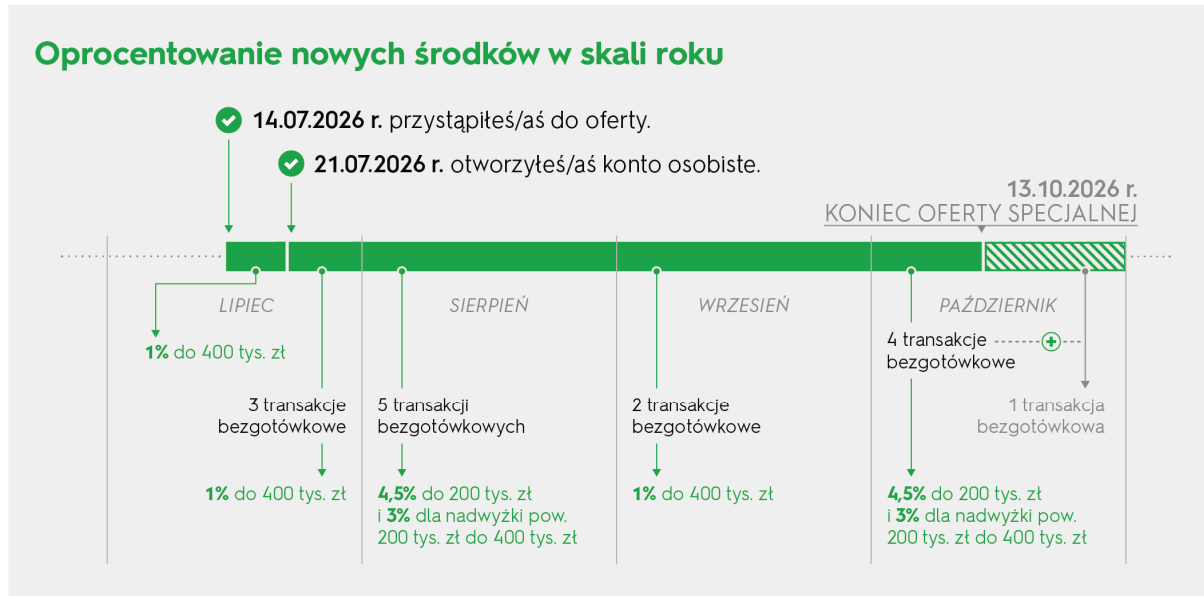 Oprocentowanie nowych środków w skali roku
14.07.2026 r. przystąpiłeś/aś do oferty.
21.07.2026 r. otworzyłeś/aś konto osobiste.
13.10.2026 r.
KONIEC OFERTY SPECJALNEJ
LIPIEC
SIERPIEŃ
WRZESIEŃ
PAŹDZIERNIK
1% do 400 tys. zł
3 transakcje
bezgotówkowe
1% do 400 tys. zł
5 transakcji
bezgotówkowych
4,5% do 200 tys. zł
i 3% dla nadwyżki pow.
200 tys. zł do 400 tys. zł
2 transakcje
bezgotówkowe
1% do 400 tys. zł
4 transakcje
bezgotówkowe
1 transakcja
bezgotówkowa
4,5% do 200 tys. zł
i 3% dla nadwyżki pow.
200 tys. zł do 400 tys. zł